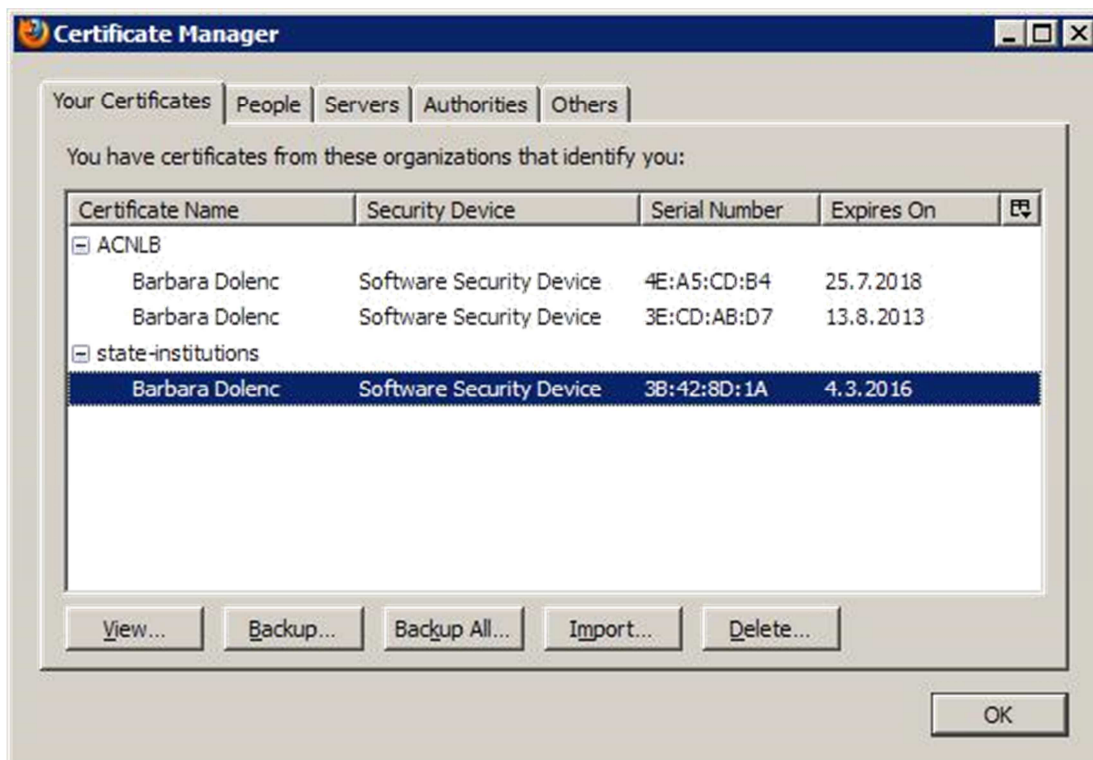 Certificate Manager
Your Certificates People Servers Authorities Others
You have certificates from these organizations that identify you:
Certificate Name Security Device Serial Number Expires On
ACNLB
Barbara Dolenc Software Security Device 4E:A5:CD:B4 25.7.2018
Barbara Dolenc Software Security Device 3E:CD:AB:D7 13.8.2013
state-institutions
Barbara Dolenc Software Security Device 3B:42:8D:1A 4.3.2016
View... Backup... Backup All... Import... Delete...
OK